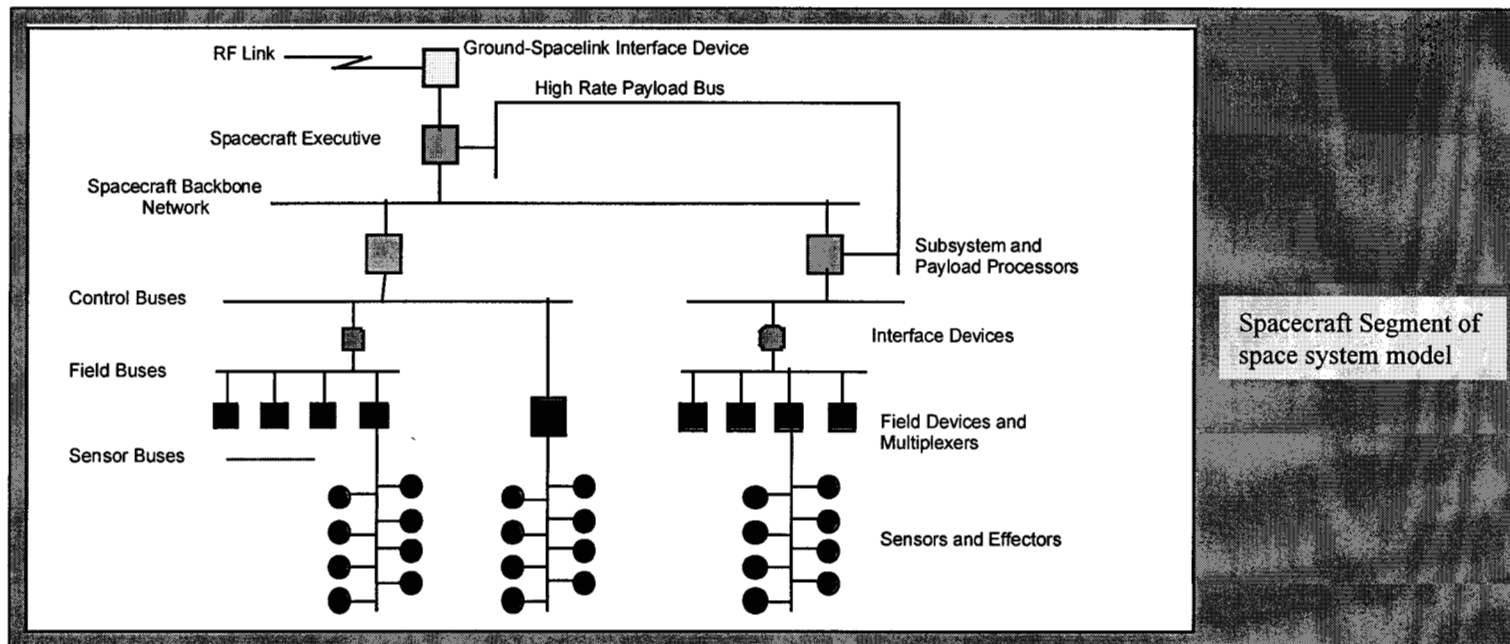 RF Link
Ground-Spacelink Interface Device
High Rate Payload Bus
Spacecraft Executive
Spacecraft Backbone
Network
Subsystem and
Payload Processors
Control Buses
Interface Devices
Field Buses
Field Devices and
Multiplexers
Sensor Buses
Sensors and Effectors
Spacecraft Segment of
space system model